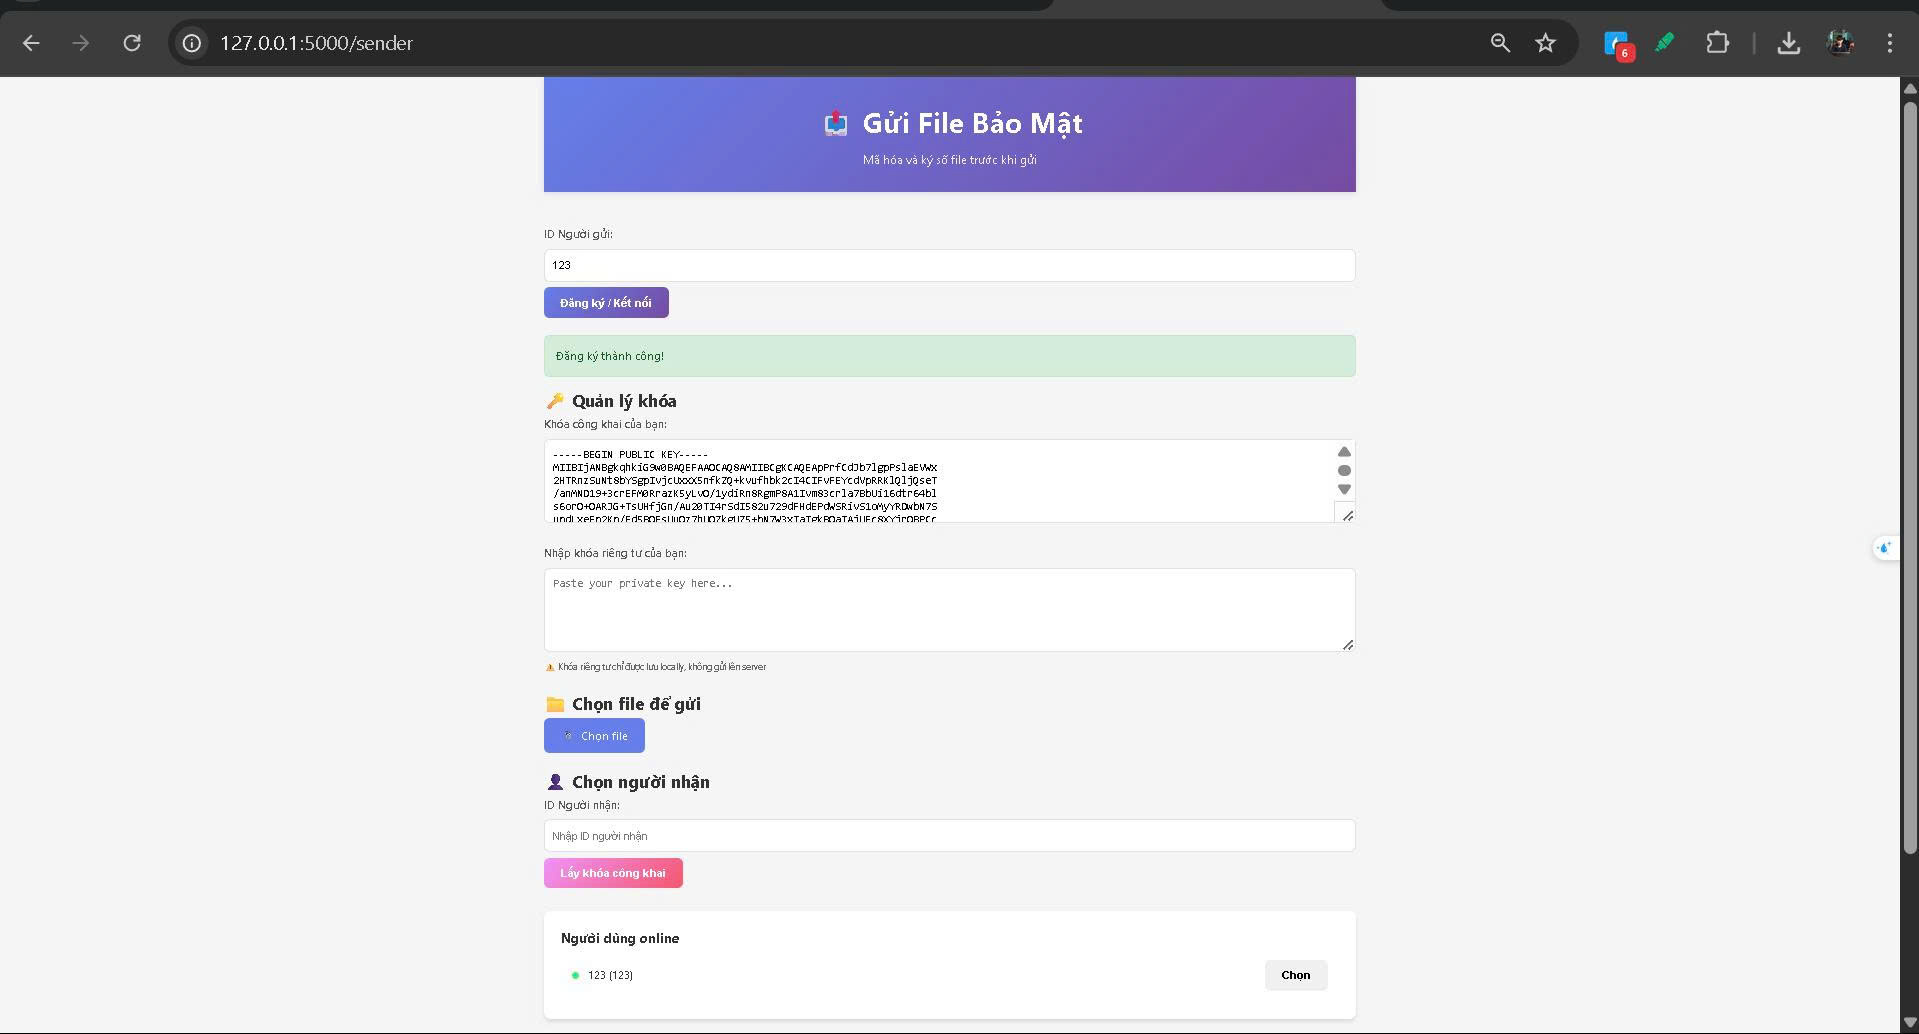 127.0.0.1:5000/sender
6
Gửi File Bảo Mật
Mã hóa và ký số file trước khi gửi
ID Người gửi:
123
Đăng ký / Kết nối
Đăng ký thành công!
Quản lý khóa
Khóa công khai của bạn:
-----BEGIN PUBLIC KEY-----
MIIBIjANBgkqhkiG9w0BAQEFAAOCAQ8AMIIBCgKCAQEApPrfCdJb7lgpPslaEVWX
2HTRnzSuNt8bYSgpIvjcUxxX5nfkZQ+kvufhbk2cI4CIFvFEYcdVpRRKlQljQseT
/anMND19+3crEFM0RrazK5yLvO/1ydiRn8RgmP8A1Ivm83crla7BbUi16dtr64bl
s6orO+OARJG+TsUHfjGn/Au20TI4rSdI582u729dFHdEPdWSRivS1oMyYRDwbN7S
Nhập khóa riêng tư của bạn:
Paste your private key here...
Khóa riêng tư chỉ được lưu locally, không gửi lên server
Chọn file để gửi
Chọn file
Chọn người nhận
ID Người nhận:
Nhập ID người nhận
Lấy khóa công khai
Người dùng online
123 (123)
Chọn